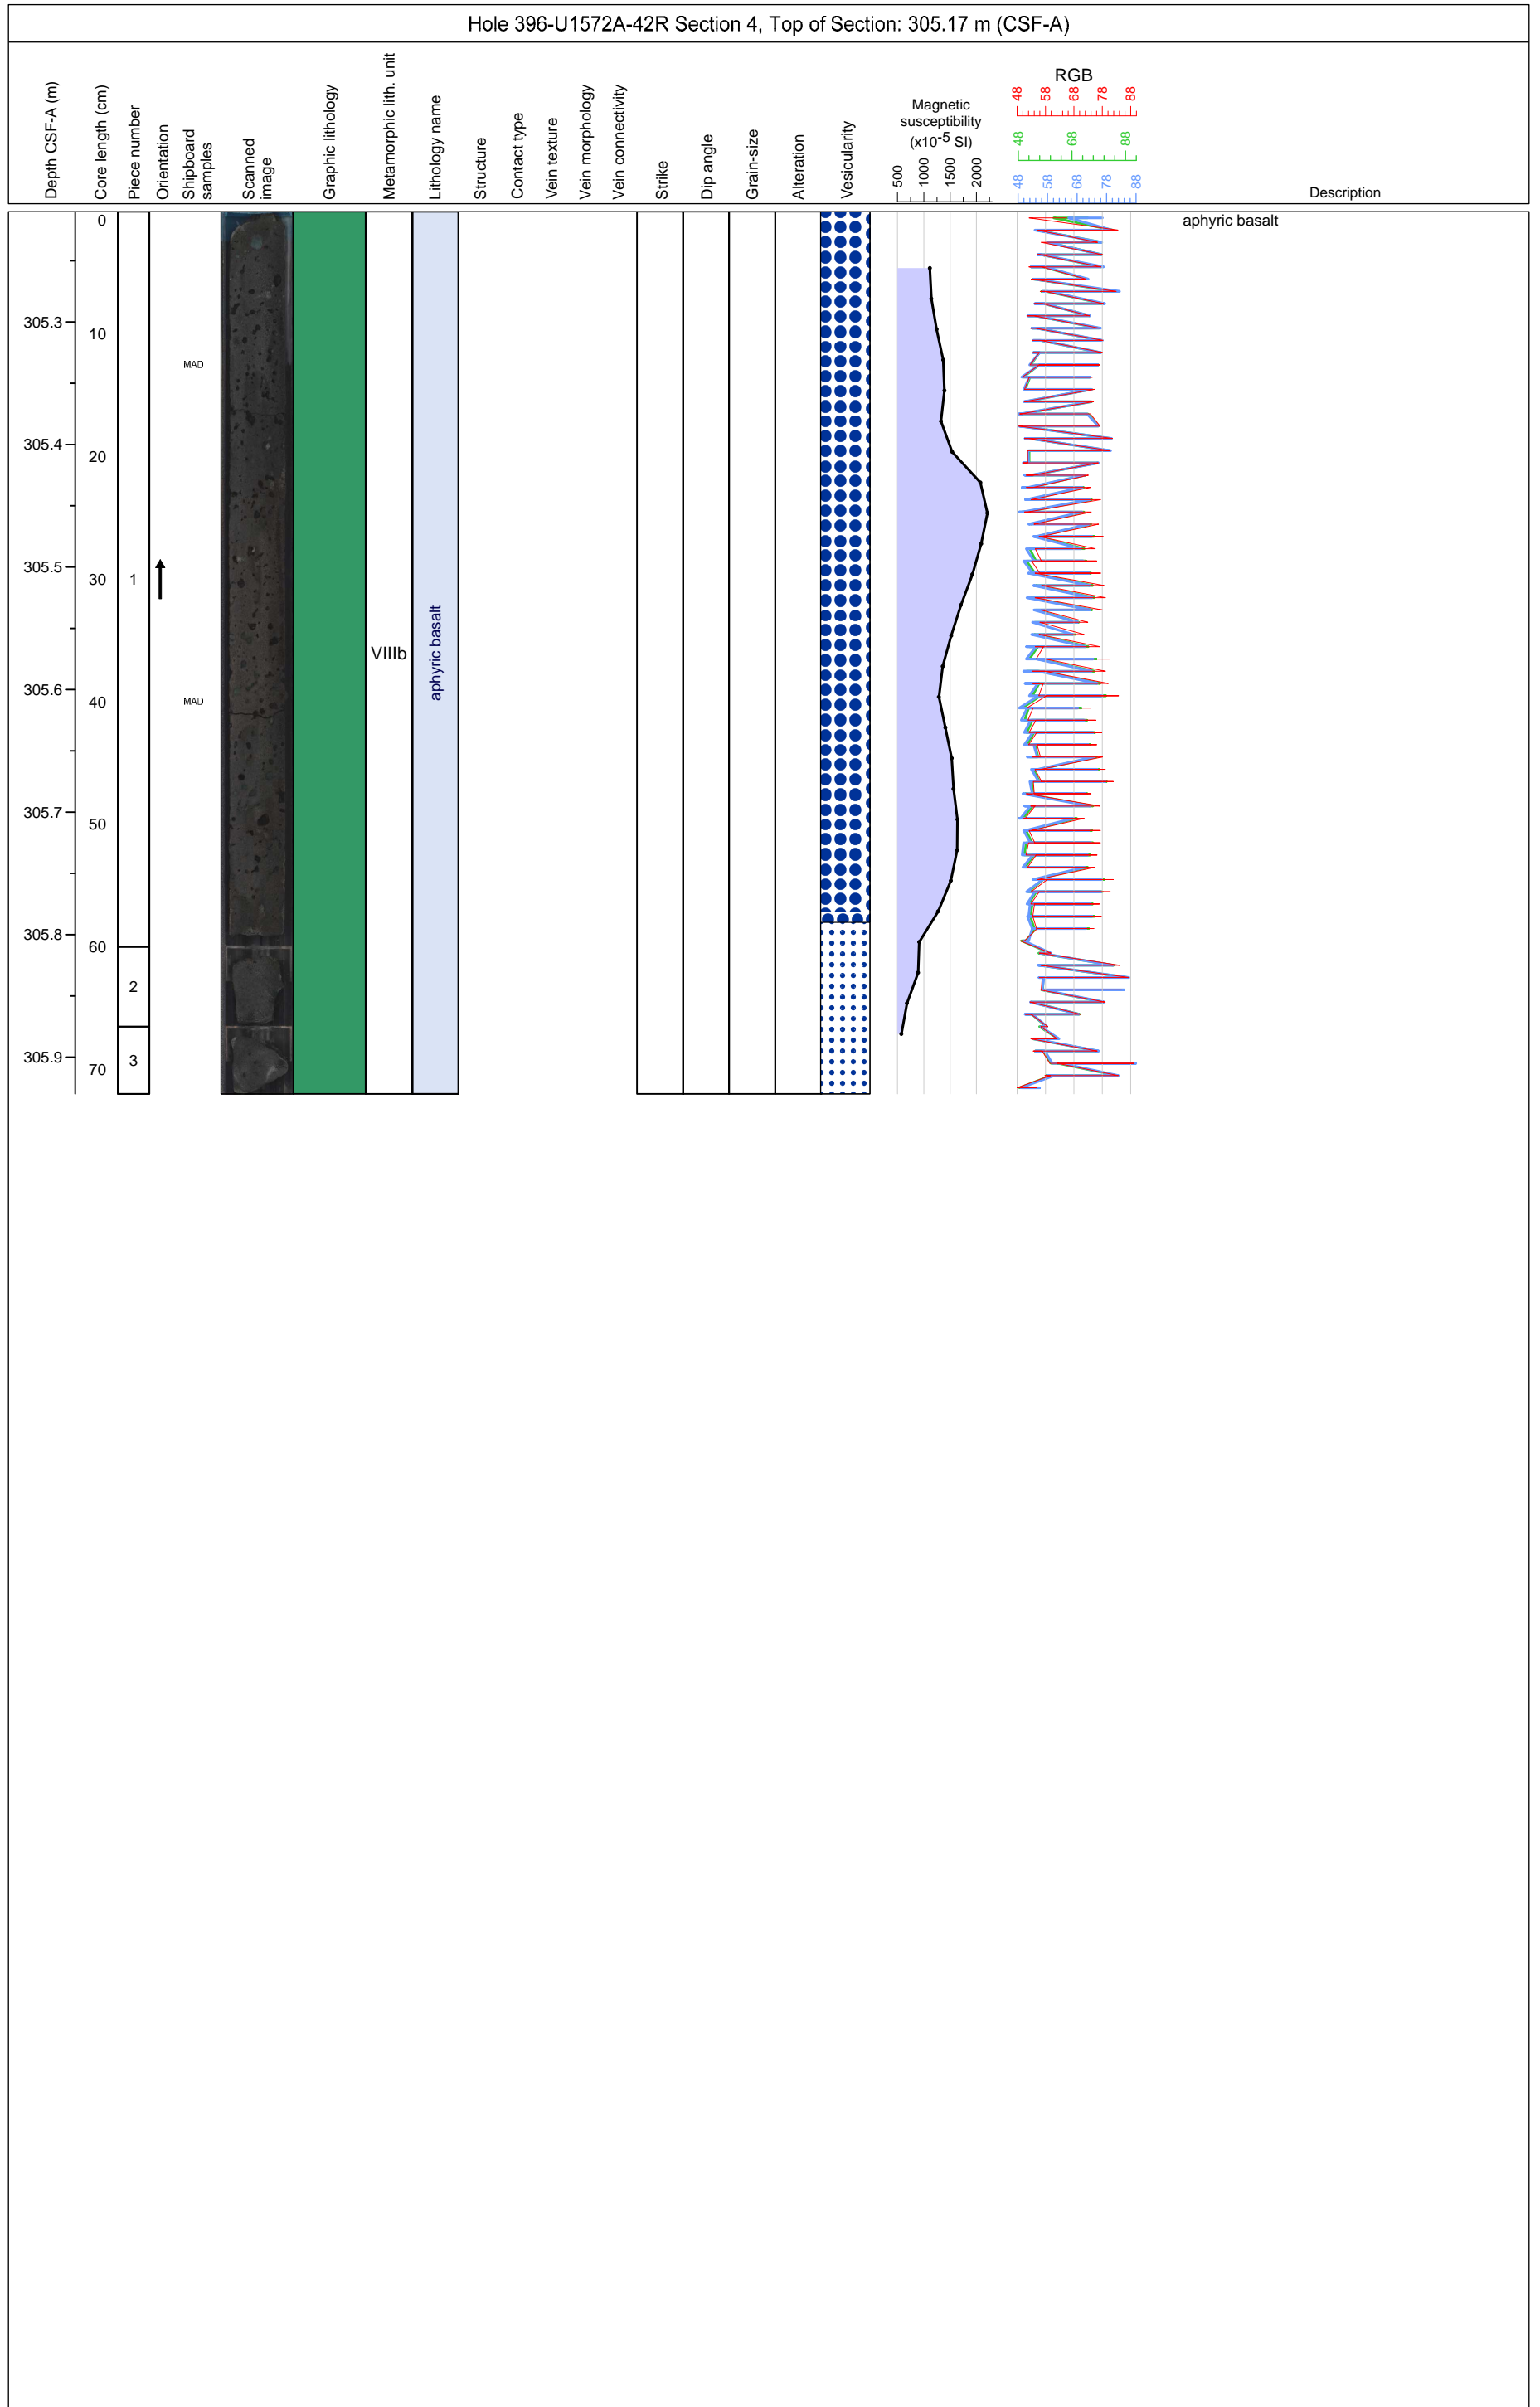 Hole 396-U1572A-42R Section 4, Top of Section: 305.17 m (CSF-A)
Depth CSF-A (m)
Core length (cm)
Piece number
Orientation
Shipboard
samples
Scanned
image
Graphic lithology
Metamorphic lith. unit
Lithology name
Structure
Contact type
Vein texture
Vein morphology
Vein connectivity
Strike
Dip angle
Grain-size
Alteration
Vesicularity
Magnetic
susceptibility
(x10-5 SI)
500
1000
1500
2000
RGB
48
58
68
78
88
48
68
88
48
58
68
78
88
Description
0
aphyric basalt
305.3
10
MAD
305.4
20
305.5
30
1
aphyric basalt
VIIIb
305.6
40
MAD
305.7
50
305.8
60
2
305.9
70
3